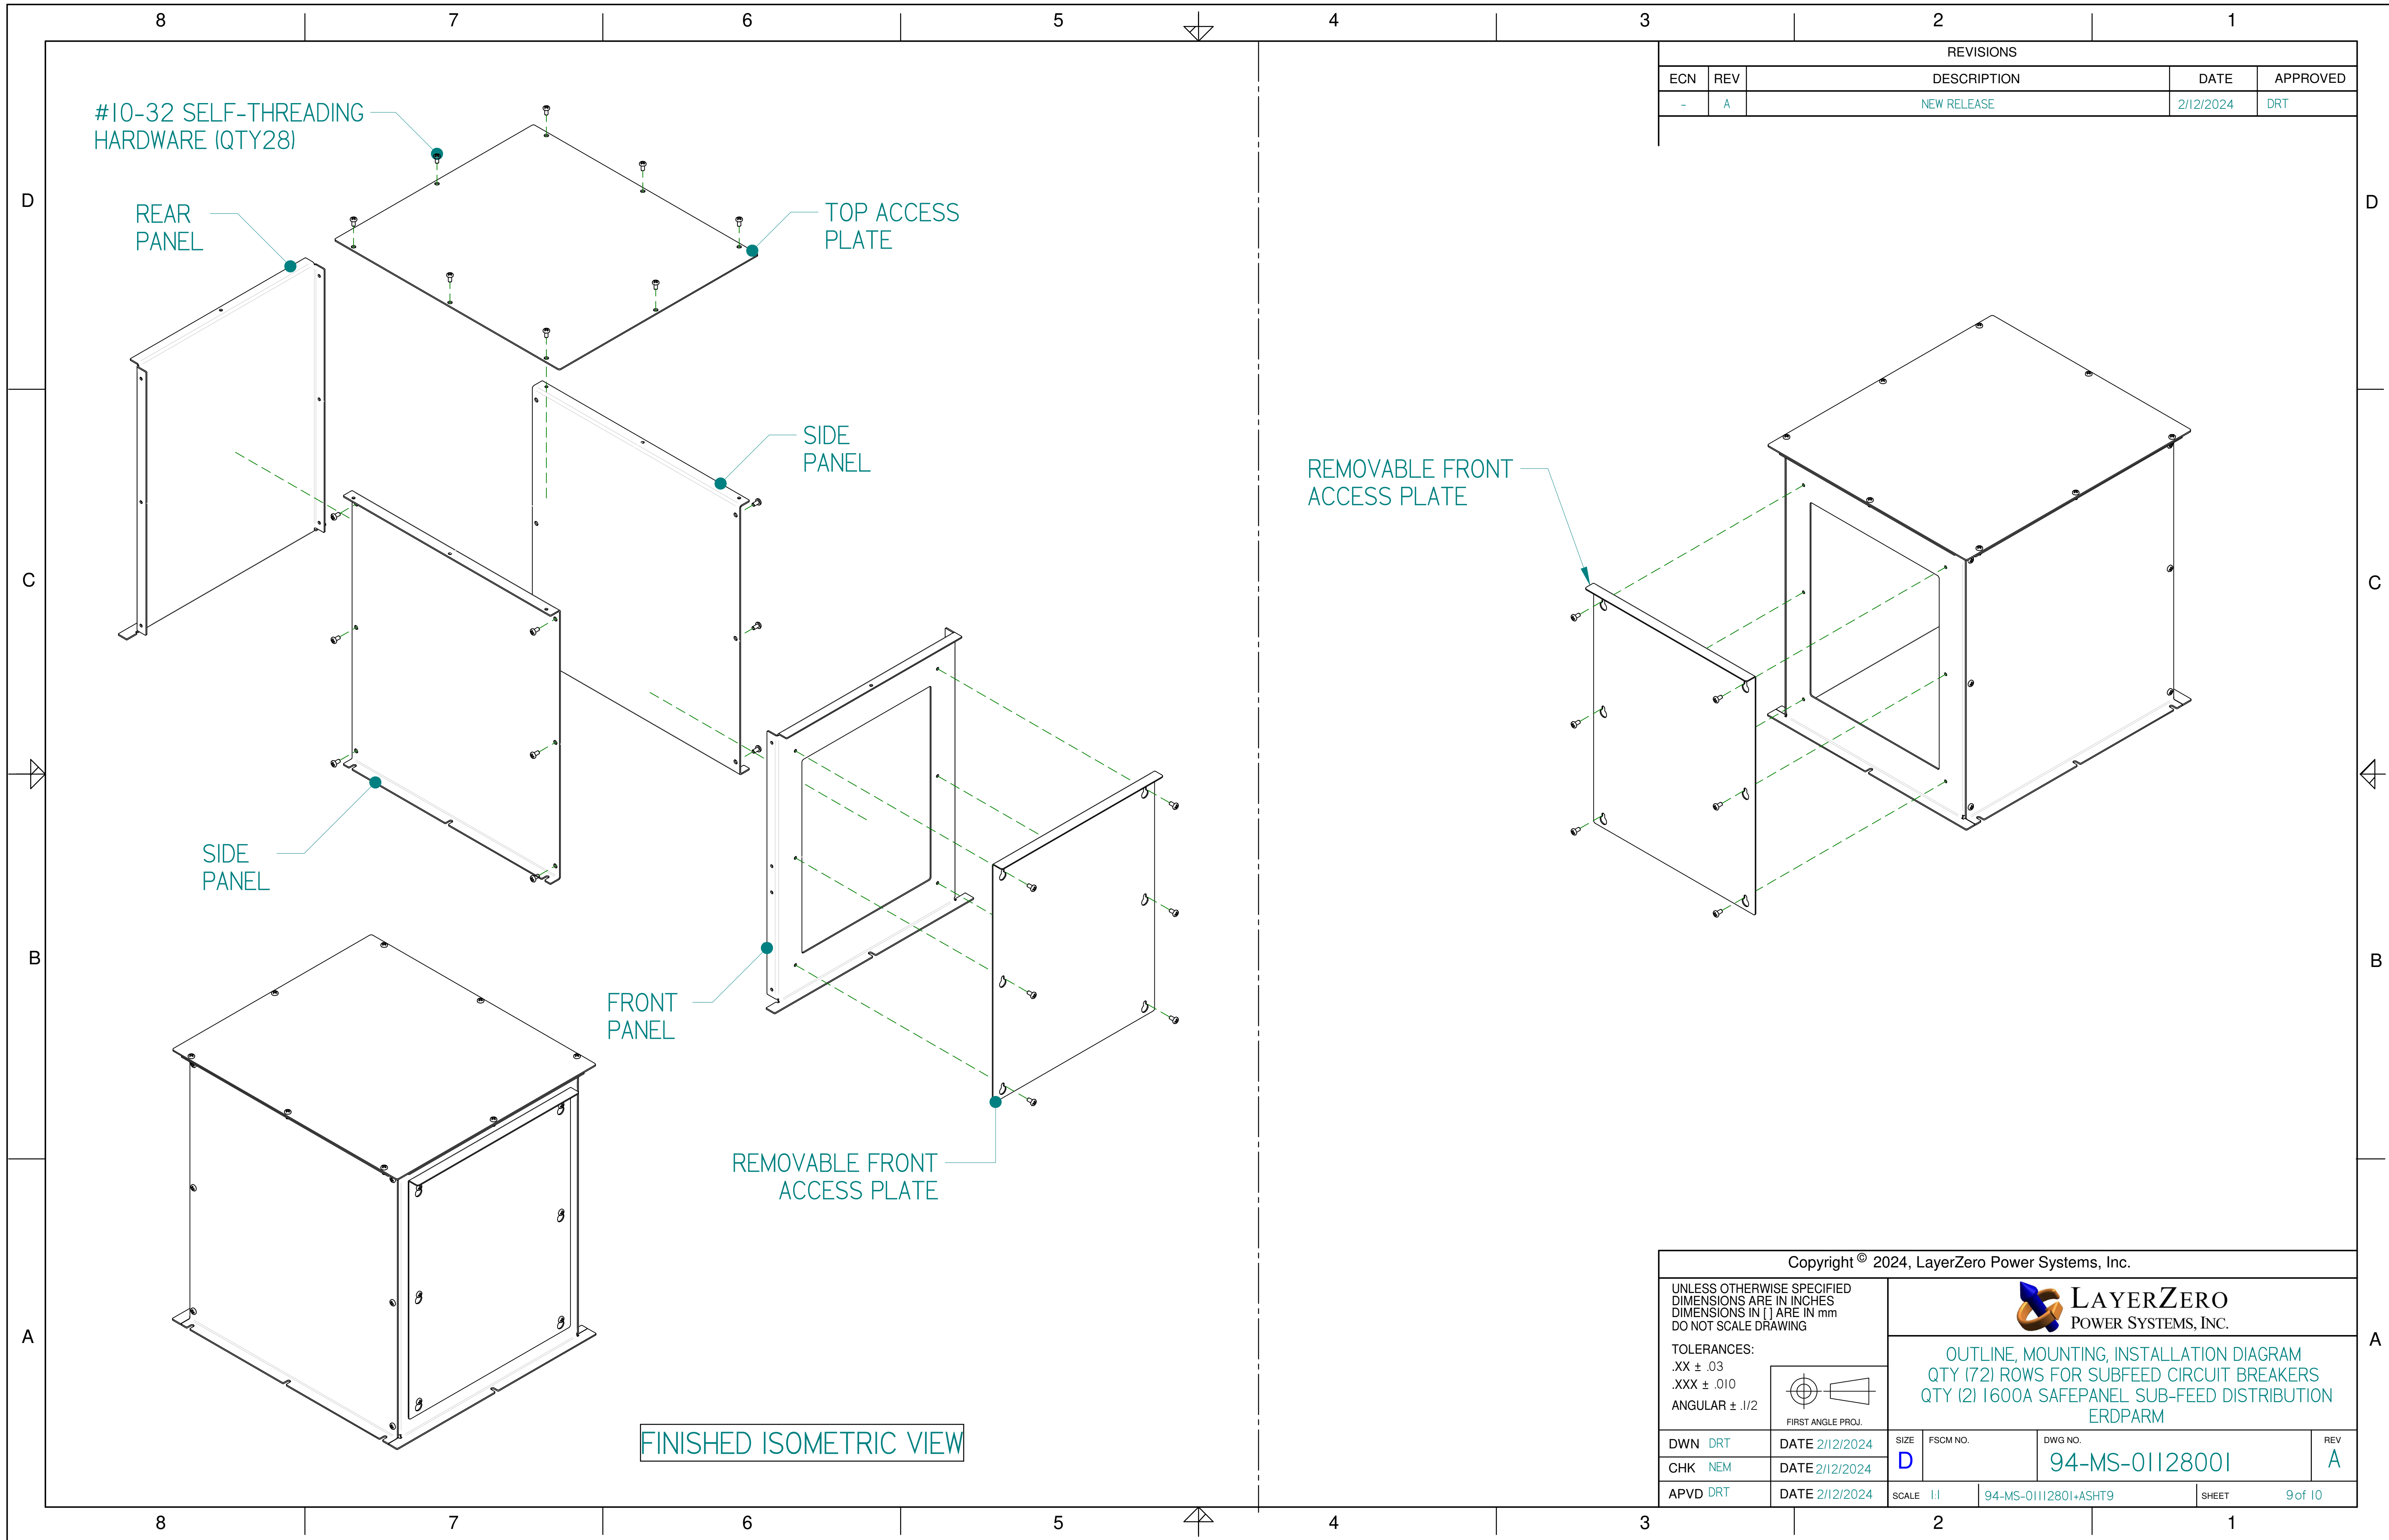 8 7 6 5 4 3 2 1
REVISIONS
ECN REV DESCRIPTION DATE APPROVED
- A NEW RELEASE 2/12/2024 DRT
#10-32 SELF-THREADING
HARDWARE (QTY28)
D
D
REAR
PANEL
TOP ACCESS
PLATE
SIDE
PANEL
REMOVABLE FRONT
ACCESS PLATE
C
C
SIDE
PANEL
B
B
FRONT
PANEL
REMOVABLE FRONT
ACCESS PLATE
A
A
FINISHED ISOMETRIC VIEW
Copyright © 2024, LayerZero Power Systems, Inc.
UNLESS OTHERWISE SPECIFIED
DIMENSIONS ARE IN INCHES
DIMENSIONS IN [ ] ARE IN mm
DO NOT SCALE DRAWING
TOLERANCES:
.XX ± .03
.XXX ± .010
ANGULAR ± .1/2
FIRST ANGLE PROJ.
LAYERZERO
POWER SYSTEMS, INC.
OUTLINE, MOUNTING, INSTALLATION DIAGRAM
QTY (72) ROWS FOR SUBFEED CIRCUIT BREAKERS
QTY (2) 1600A SAFEPANEL SUB-FEED DISTRIBUTION
ERDPARM
DWN DRT DATE 2/12/2024
CHK NEM DATE 2/12/2024
APVD DRT DATE 2/12/2024
SIZE D
FSCM NO.
DWG NO. 94-MS-01128001
REV A
SCALE 1:1 94-MS-01112801+ASHT9 SHEET 9 of 10
8 7 6 5 4 3 2 1